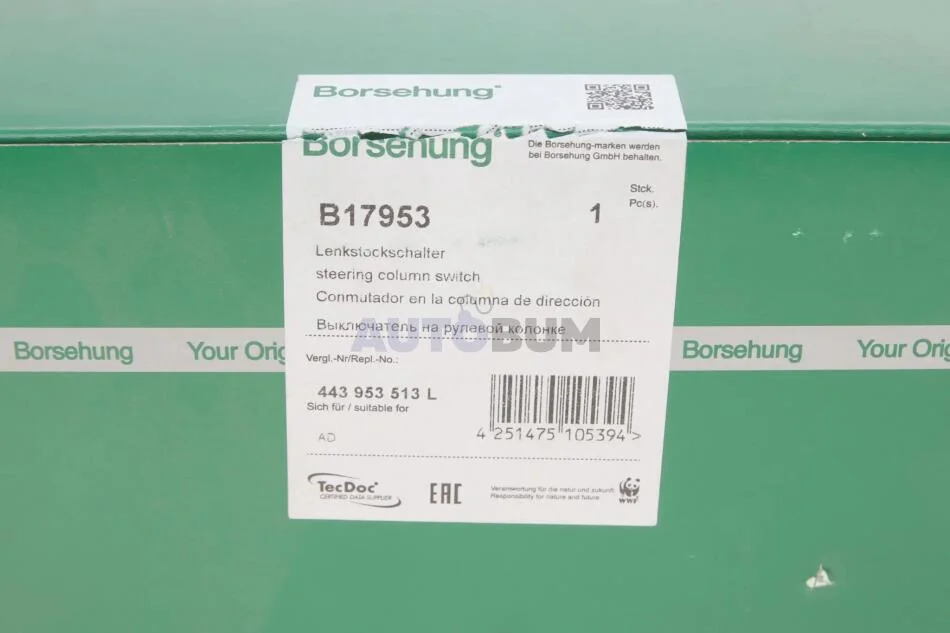 Borsehung
Borsehung
Die Borsehung-marken werden
bei Borsehung GmbH behalten.
B17953
1
Stck.
Pc(s).
Lenkstockschalter
steering column switch
Conmutador en la columna de dirección
Выключатель на рулевой колонке
AUTOBUM
Borsehung Your Orig
Borsehung Your Orig
Vergl.-Nr/Repl.-No.:
443 953 513 L
Sich für / suitable for
AD
4 251475 105394 >
TecDoc
CERTIFIED DATA SUPPLIER
EAC
Verantwortung für die natur und zukunft
Responsibility for nature and future
WWF